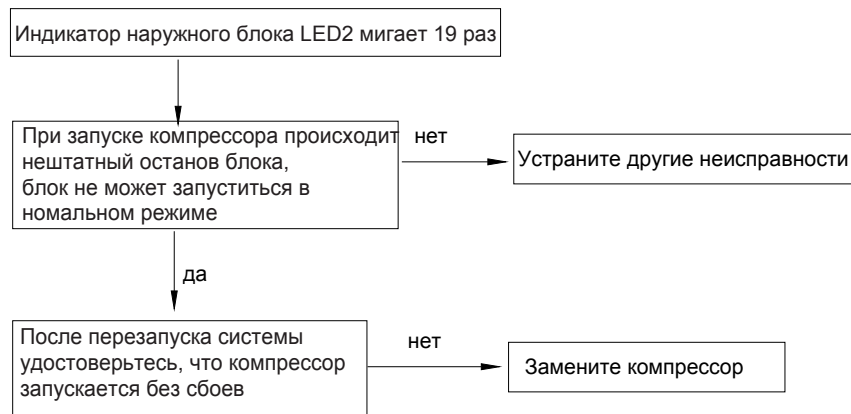 Индикатор наружного блока LED2 мигает 19 раз
При запуске компрессора происходит
нештатный останов блока,
блок не может запуститься в
номальном режиме
нет
Устраните другие неисправности
да
После перезапуска системы
удостоверьтесь, что компрессор
запускается без сбоев
нет
Замените компрессор